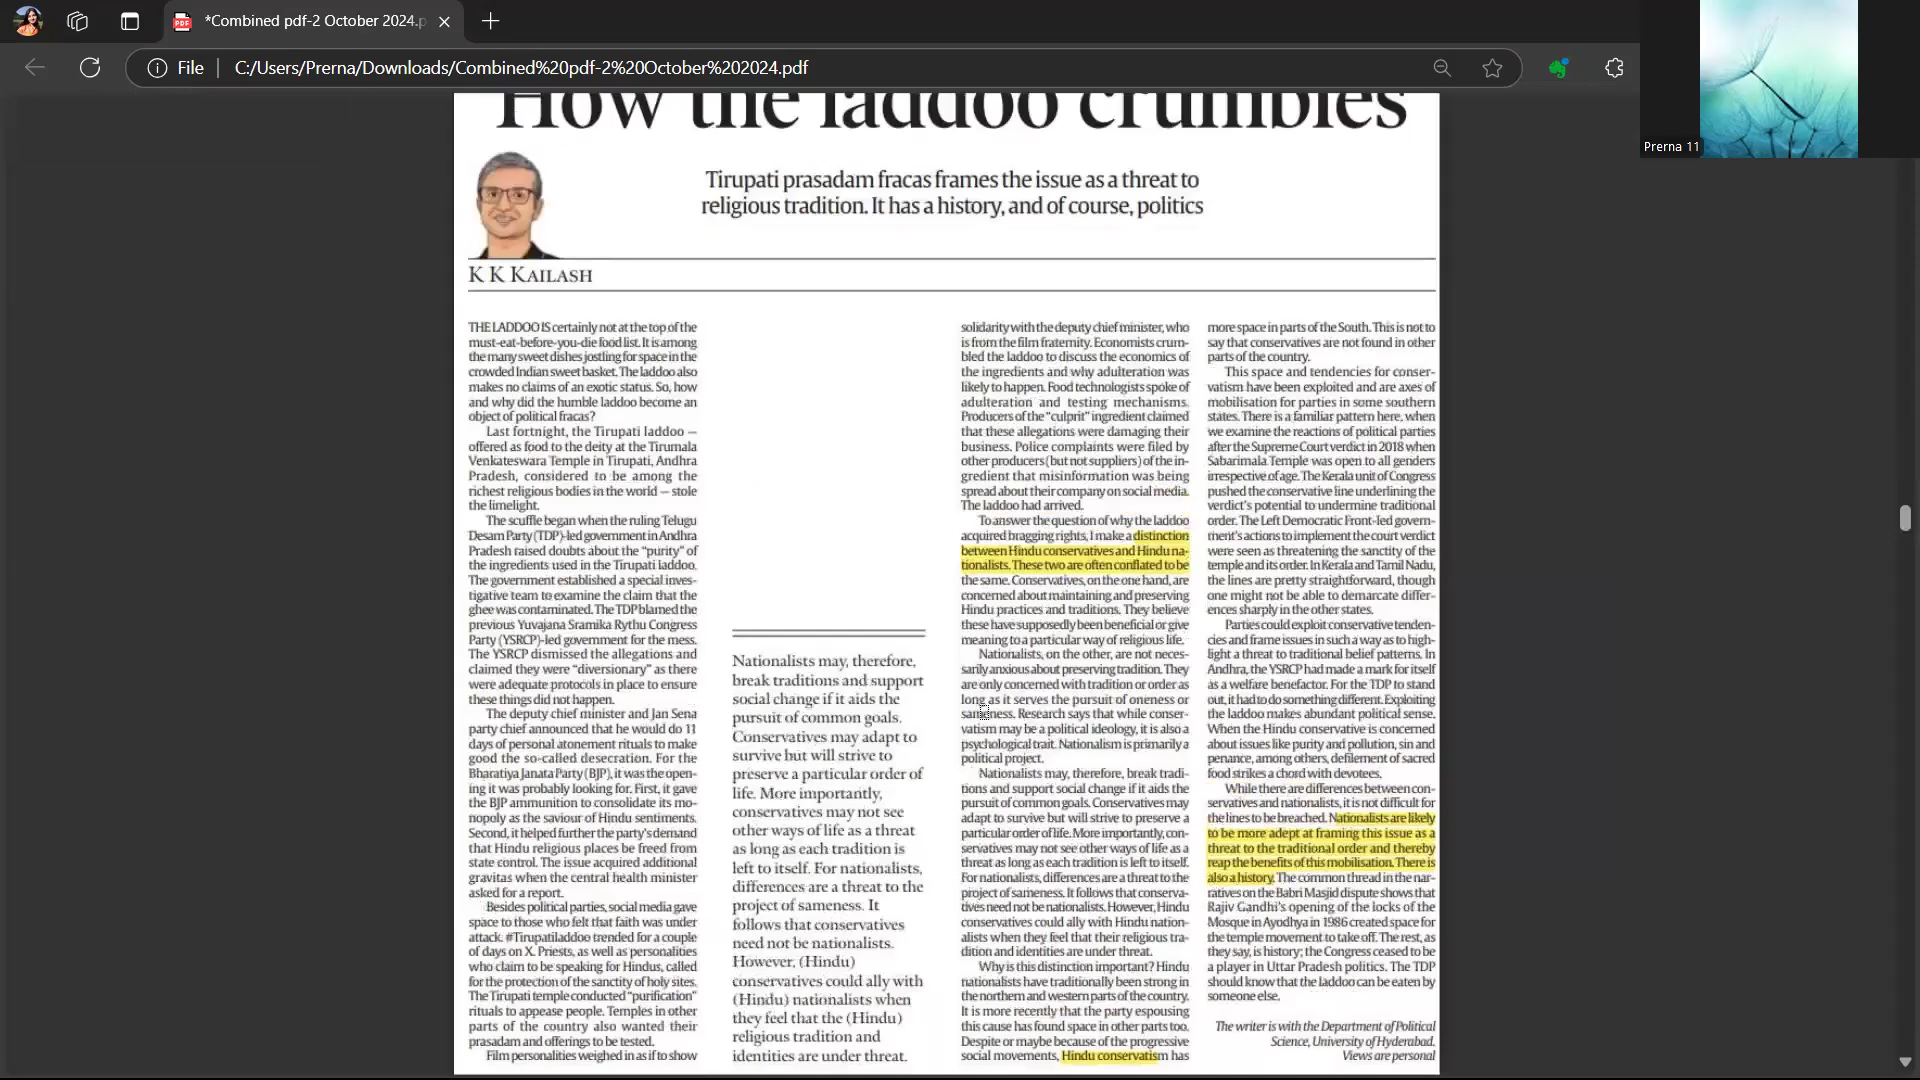 *Combined pdf-2 October 2024.p
File
C:/Users/Prerna/Downloads/Combined%20pdf-2%20October%202024.pdf
Prerna 11
How the laddoo crumbles
Tirupati prasadam fracas frames the issue as a threat to
religious tradition. It has a history, and of course, politics
K K KAILASH
THE LADDOO IS certainly not at the top of the
must-eat-before-you-die food list. It is among
the many sweet dishes jostling for space in the
crowded Indian sweet basket. The laddoo also
makes no claims of an exotic status. So, how
and why did the humble laddoo become an
object of political fracas?
Last fortnight, the Tirupati laddoo —
offered as food to the deity at the Tirumala
Venkateswara Temple in Tirupati, Andhra
Pradesh, considered to be among the
richest religious bodies in the world — stole
the limelight.
The scuffle began when the ruling Telugu
Desam Party (TDP)-led government in Andhra
Pradesh raised doubts about the "purity" of
the ingredients used in the Tirupati laddoo.
The government established a special inves-
tigative team to examine the claim that the
ghee was contaminated. The TDP blamed the
previous Yuvajana Sramika Rythu Congress
Party (YSRCP)-led government for the mess.
The YSRCP dismissed the allegations and
claimed they were "diversionary" as there
were adequate protocols in place to ensure
these things did not happen.
The deputy chief minister and Jan Sena
party chief announced that he would do 11
days of personal atonement rituals to make
good the so-called desecration. For the
Bharatiya Janata Party (BJP), it was the open-
ing it was probably looking for. First, it gave
the BJP ammunition to consolidate its mo-
nopoly as the saviour of Hindu sentiments.
Second, it helped further the party's demand
that Hindu religious places be freed from
state control. The issue acquired additional
gravitas when the central health minister
asked for a report.
Besides political parties, social media gave
space to those who felt that faith was under
attack. #Tirupatiladdoo trended for a couple
of days on X. Priests, as well as personalities
who claim to be speaking for Hindus, called
for the protection of the sanctity of holy sites.
The Tirupati temple conducted "purification"
rituals to appease people. Temples in other
parts of the country also wanted their
prasadam and offerings to be tested.
Film personalities weighed in as if to show
Nationalists may, therefore,
break traditions and support
social change if it aids the
pursuit of common goals.
Conservatives may adapt to
survive but will strive to
preserve a particular order of
life. More importantly,
conservatives may not see
other ways of life as a threat
as long as each tradition is
left to itself. For nationalists,
differences are a threat to the
project of sameness. It
follows that conservatives
need not be nationalists.
However, (Hindu)
conservatives could ally with
(Hindu) nationalists when
they feel that the (Hindu)
religious tradition and
identities are under threat.
solidarity with the deputy chief minister, who
is from the film fraternity. Economists crum-
bled the laddoo to discuss the economics of
the ingredients and why adulteration was
likely to happen. Food technologists spoke of
adulteration and testing mechanisms.
Producers of the "culprit" ingredient claimed
that these allegations were damaging their
business. Police complaints were filed by
other producers (but not suppliers) of the in-
gredient that misinformation was being
spread about their company on social media.
The laddoo had arrived.
To answer the question of why the laddoo
acquired bragging rights, I make a distinction
between Hindu conservatives and Hindu na-
tionalists. These two are often conflated to be
the same. Conservatives, on the one hand, are
concerned about maintaining and preserving
Hindu practices and traditions. They believe
these have supposedly been beneficial or give
meaning to a particular way of religious life.
Nationalists, on the other, are not neces-
sarily anxious about preserving tradition. They
are only concerned with tradition or order as
long as it serves the pursuit of oneness or
sameness. Research says that while conser-
vatism may be a political ideology, it is also a
psychological trait. Nationalism is primarily a
political project.
Nationalists may, therefore, break tradi-
tions and support social change if it aids the
pursuit of common goals. Conservatives may
adapt to survive but will strive to preserve a
particular order of life. More importantly, con-
servatives may not see other ways of life as a
threat as long as each tradition is left to itself.
For nationalists, differences are a threat to the
project of sameness. It follows that conserva-
tives need not be nationalists. However, Hindu
conservatives could ally with Hindu nation-
alists when they feel that their religious tra-
dition and identities are under threat.
Why is this distinction important? Hindu
nationalists have traditionally been strong in
the northern and western parts of the country.
It is more recently that the party espousing
this cause has found space in other parts too.
Despite or maybe because of the progressive
social movements, Hindu conservatism has
more space in parts of the South. This is not to
say that conservatives are not found in other
parts of the country.
This space and tendencies for conser-
vatism have been exploited and are axes of
mobilisation for parties in some southern
states. There is a familiar pattern here, when
we examine the reactions of political parties
after the Supreme Court verdict in 2018 when
Sabarimala Temple was open to all genders
irrespective of age. The Kerala unit of Congress
pushed the conservative line underlining the
verdict's potential to undermine traditional
order. The Left Democratic Front-led govern-
ment's actions to implement the court verdict
were seen as threatening the sanctity of the
temple and its order. In Kerala and Tamil Nadu,
the lines are pretty straightforward, though
one might not be able to demarcate differ-
ences sharply in the other states.
Parties could exploit conservative tenden-
cies and frame issues in such a way as to high-
light a threat to traditional belief patterns. In
Andhra, the YSRCP had made a mark for itself
as a welfare benefactor. For the TDP to stand
out, it had to do something different. Exploiting
the laddoo makes abundant political sense.
When the Hindu conservative is concerned
about issues like purity and pollution, sin and
penance, among others, defilement of sacred
food strikes a chord with devotees.
While there are differences between con-
servatives and nationalists, it is not difficult for
the lines to be breached. Nationalists are likely
to be more adept at framing this issue as a
threat to the traditional order and thereby
reap the benefits of this mobilisation. There is
also a history. The common thread in the nar-
ratives on the Babri Masjid dispute shows that
Rajiv Gandhi's opening of the locks of the
Mosque in Ayodhya in 1986 created space for
the temple movement to take off. The rest, as
they say, is history; the Congress ceased to be
a player in Uttar Pradesh politics. The TDP
should know that the laddoo can be eaten by
someone else.
The writer is with the Department of Political
Science, University of Hyderabad.
Views are personal